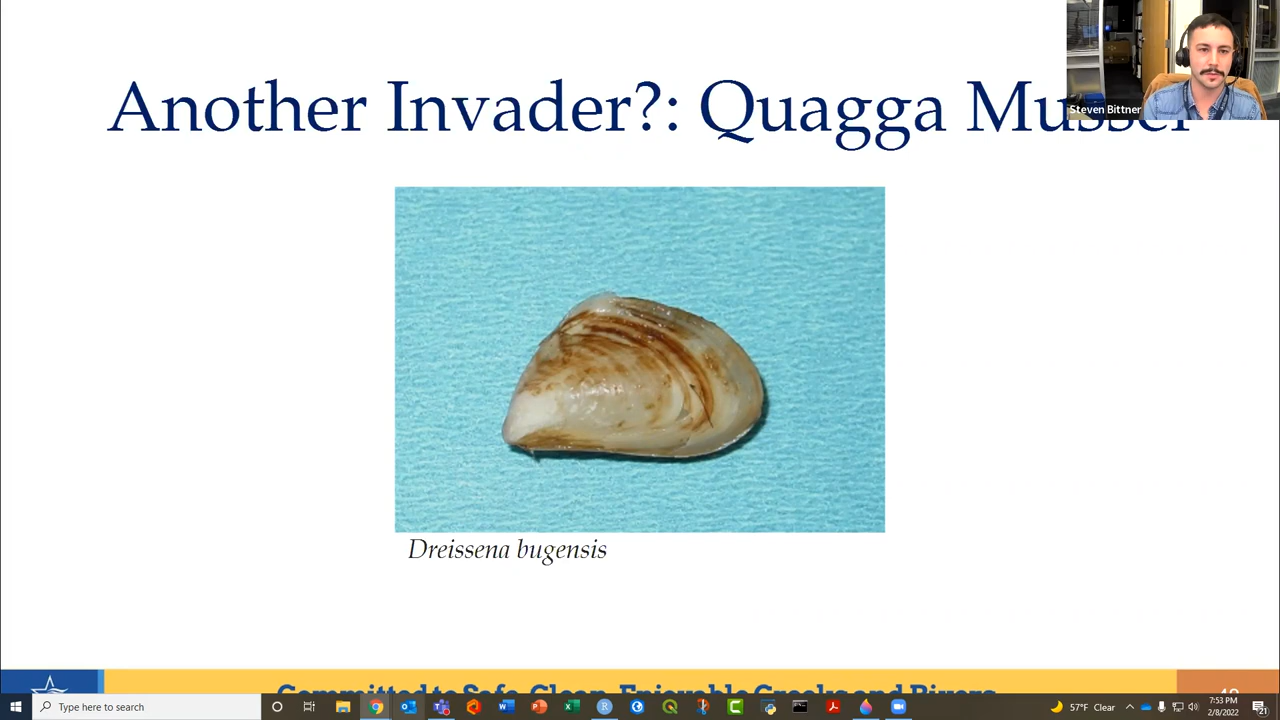 Another Invader?: Quagga Mussel
Steven Bittner
Dreissena bugensis
Committed to Safe, Clean, Enjoyable Creeks and Rivers
Type here to search
57°F Clear
7:53 PM
2/8/2022
21